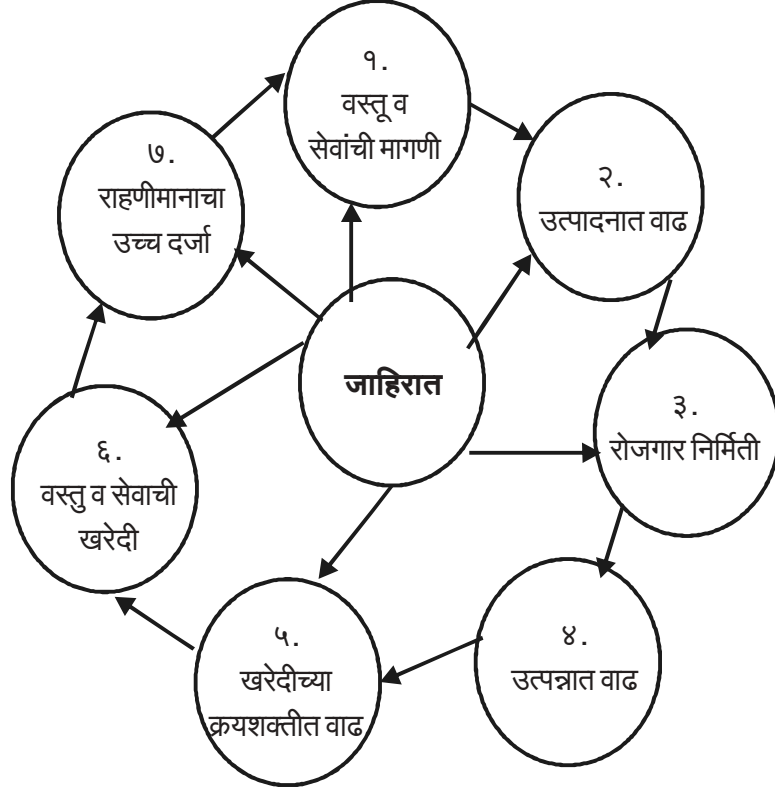 १.
वस्तू व
सेवांची मागणी
२.
उत्पादनात वाढ
३.
रोजगार निर्मिती
४.
उत्पन्नात वाढ
५.
खरेदीच्या
क्रयशक्तीत वाढ
६.
वस्तु व सेवाची
खरेदी
७.
राहणीमानाचा
उच्च दर्जा
जाहिरात